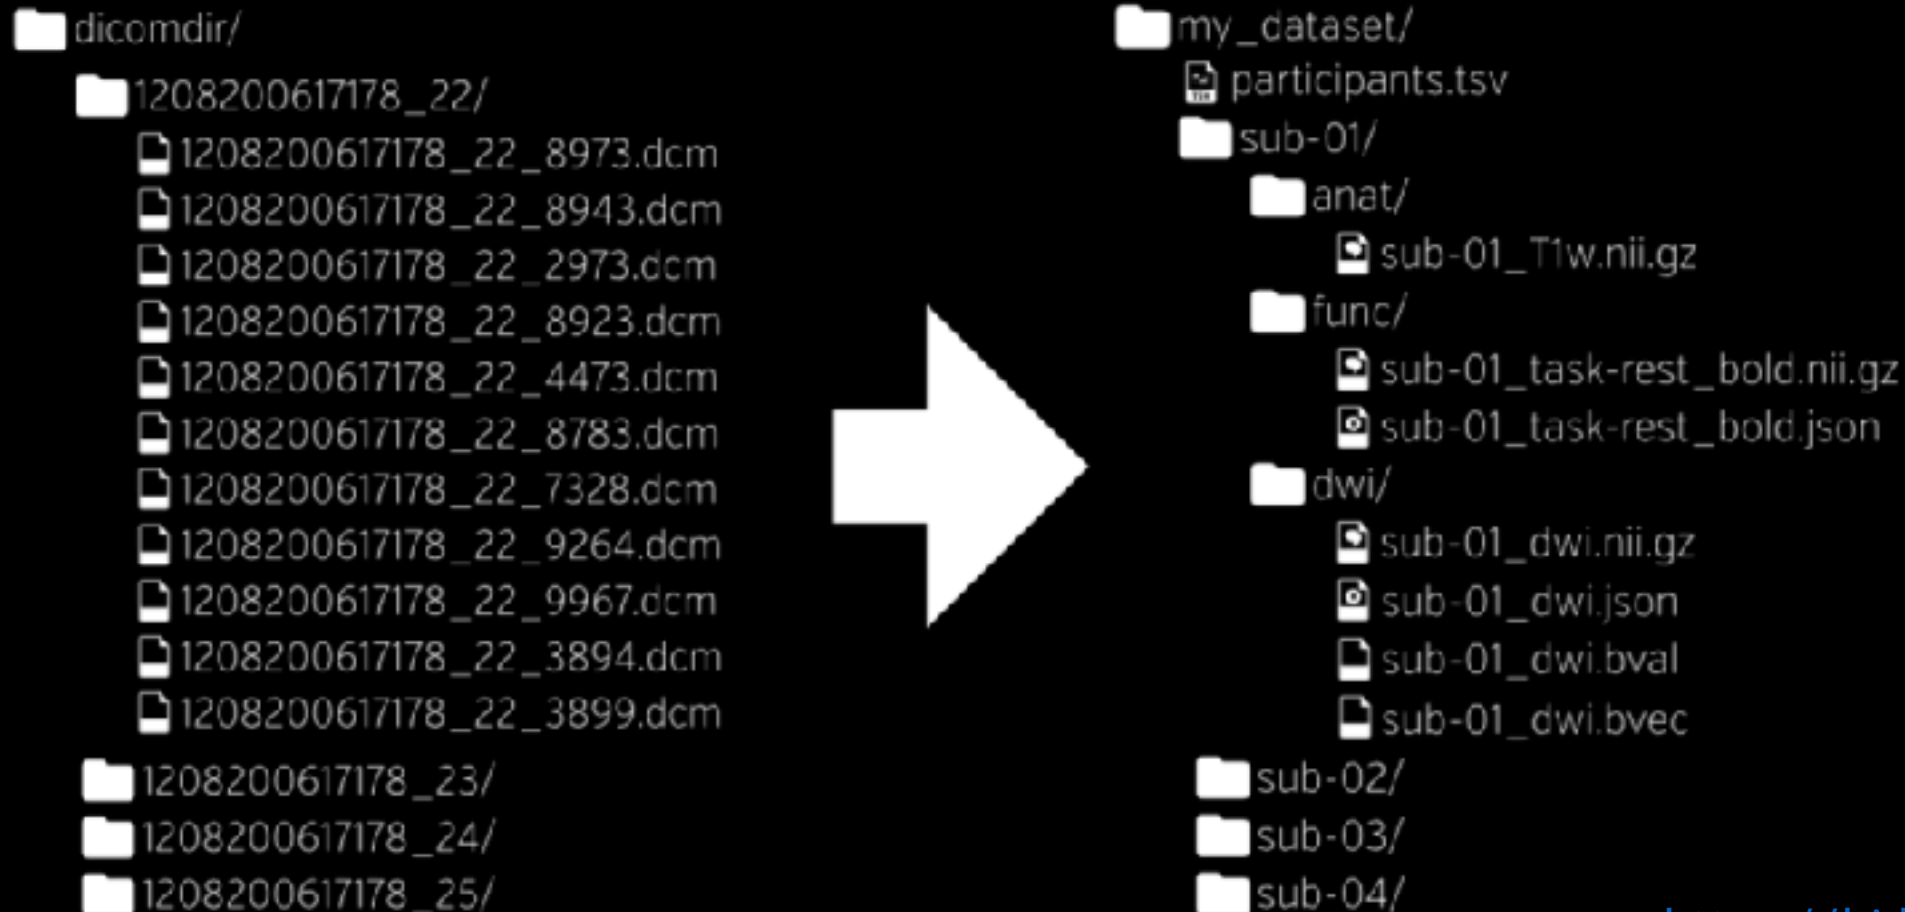 dicomdir/
1208200617178_22/
1208200617178_22_8973.dcm
1208200617178_22_8943.dcm
1208200617178_22_2973.dcm
1208200617178_22_8923.dcm
1208200617178_22_4473.dcm
1208200617178_22_8783.dcm
1208200617178_22_7328.dcm
1208200617178_22_9264.dcm
1208200617178_22_9967.dcm
1208200617178_22_3894.dcm
1208200617178_22_3899.dcm
1208200617178_23/
1208200617178_24/
1208200617178_25/
my_dataset/
participants.tsv
sub-01/
anat/
sub-01_T1w.nii.gz
func/
sub-01_task-rest_bold.nii.gz
sub-01_task-rest_bold.json
dwi/
sub-01_dwi.nii.gz
sub-01_dwi.json
sub-01_dwi.bval
sub-01_dwi.bvec
sub-02/
sub-03/
sub-04/